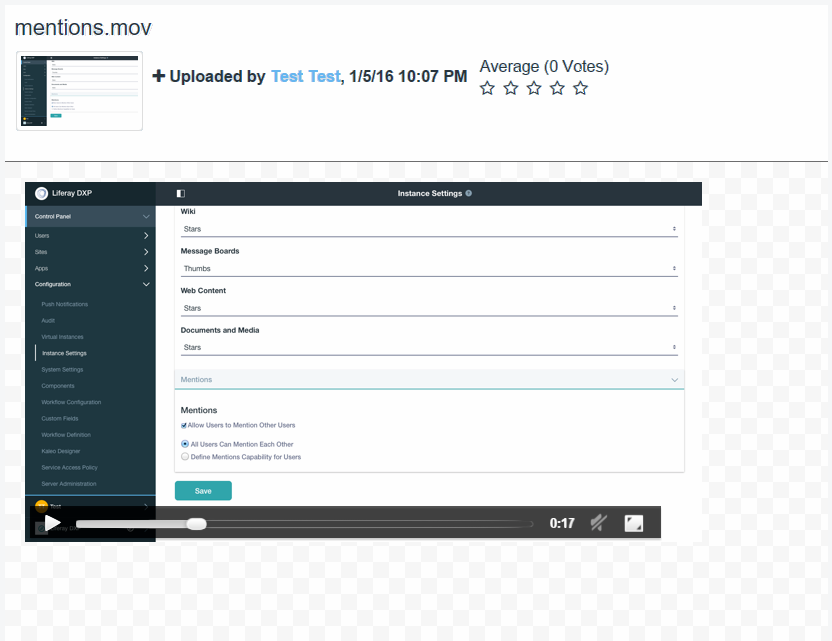 mentions.mov
Uploaded by Test Test, 1/5/16 10:07 PM
Average (0 Votes)
Liferay DXP
Instance Settings
Control Panel
Users
Sites
Apps
Configuration
Push Notifications
Audit
Virtual Instances
Instance Settings
System Settings
Components
Workflow Configuration
Custom Fields
Workflow Definition
Kaleo Designer
Service Access Policy
Server Administration
Test
Liferay DXP
Wiki
Stars
Message Boards
Thumbs
Web Content
Stars
Documents and Media
Stars
Mentions
Mentions
Allow Users to Mention Other Users
All Users Can Mention Each Other
Define Mentions Capability for Users
Save
0:17